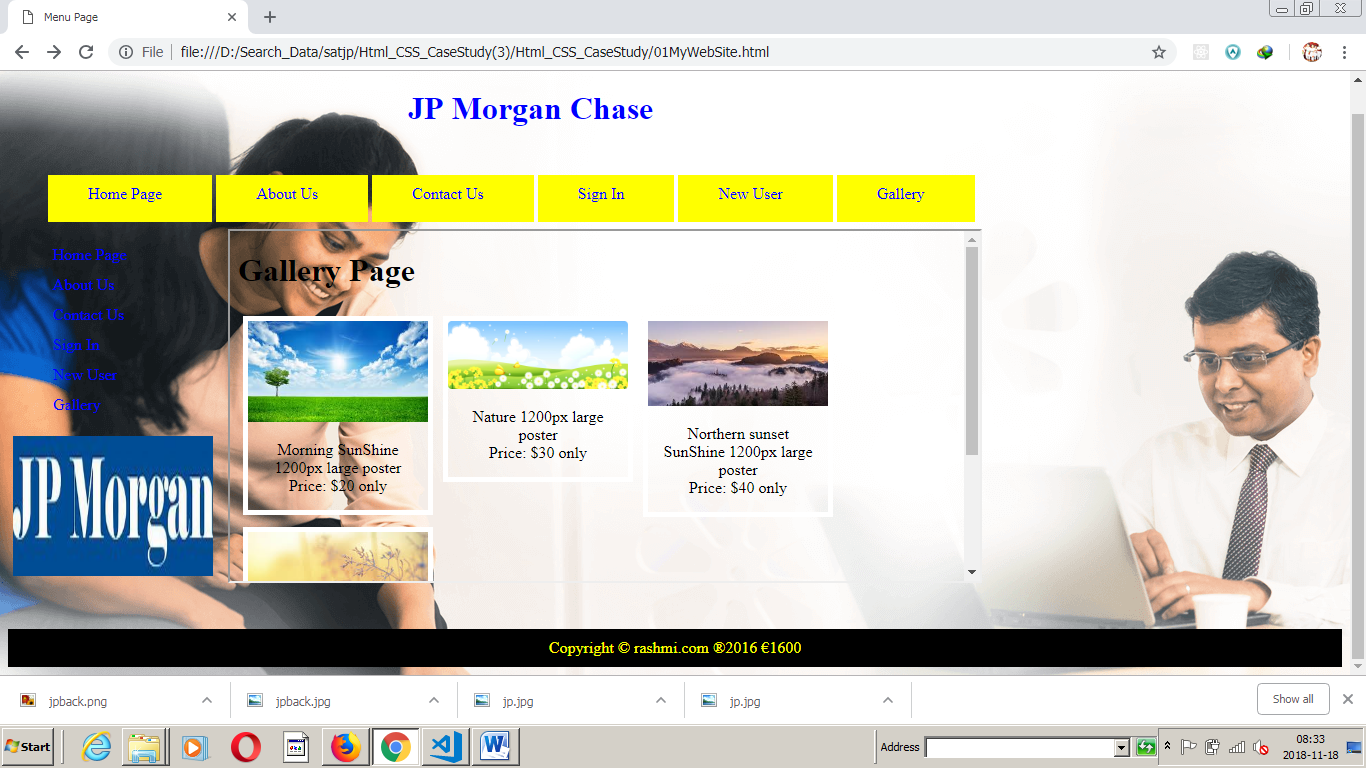 Menu Page
File
file:///D:/Search_Data/satjp/Html_CSS_CaseStudy(3)/Html_CSS_CaseStudy/01MyWebSite.html
JP Morgan Chase
Home Page About Us Contact Us Sign In New User Gallery
Home Page
About Us
Contact Us
Sign In
New User
Gallery
JP Morgan
Gallery Page
Morning SunShine
1200px large poster
Price: $20 only
Nature 1200px large
poster
Price: $30 only
Northern sunset
SunShine 1200px large
poster
Price: $40 only
Copyright © rashmi.com ®2016 €1600
jpback.png jpback.jpg jp.jpg jp.jpg Show all
Start
Address
08:33
2018-11-18